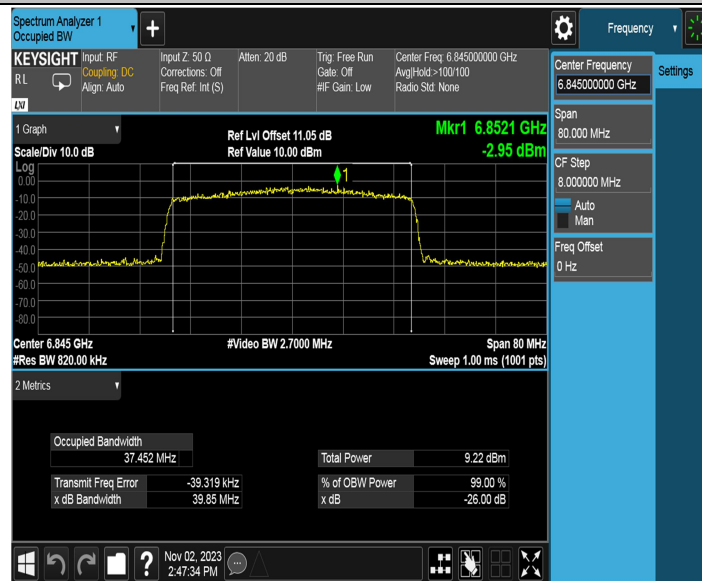 Spectrum Analyzer 1
Occupied BW
+
Frequency
KEYSIGHT
RL
LXI
Input: RF
Coupling: DC
Align: Auto
Input Z: 50 Ω
Corrections: Off
Freq Ref: Int (S)
Atten: 20 dB
Trig: Free Run
Gate: Off
#IF Gain: Low
Center Freq: 6.845000000 GHz
Avg|Hold:>100/100
Radio Std: None
Center Frequency
6.845000000 GHz
Settings
Span
80.000 MHz
CF Step
8.000000 MHz
Auto
Man
Freq Offset
0 Hz
1 Graph
Scale/Div 10.0 dB
Ref Lvl Offset 11.05 dB
Ref Value 10.00 dBm
Mkr1 6.8521 GHz
-2.95 dBm
Log
1
0.00
-10.0
-20.0
-30.0
-40.0
-50.0
-60.0
-70.0
-80.0
Center 6.845 GHz
#Res BW 820.00 kHz
#Video BW 2.7000 MHz
Span 80 MHz
Sweep 1.00 ms (1001 pts)
2 Metrics
Occupied Bandwidth
37.452 MHz
Transmit Freq Error -39.319 kHz
x dB Bandwidth 39.85 MHz
Total Power 9.22 dBm
% of OBW Power 99.00 %
x dB -26.00 dB
?
Nov 02, 2023
2:47:34 PM